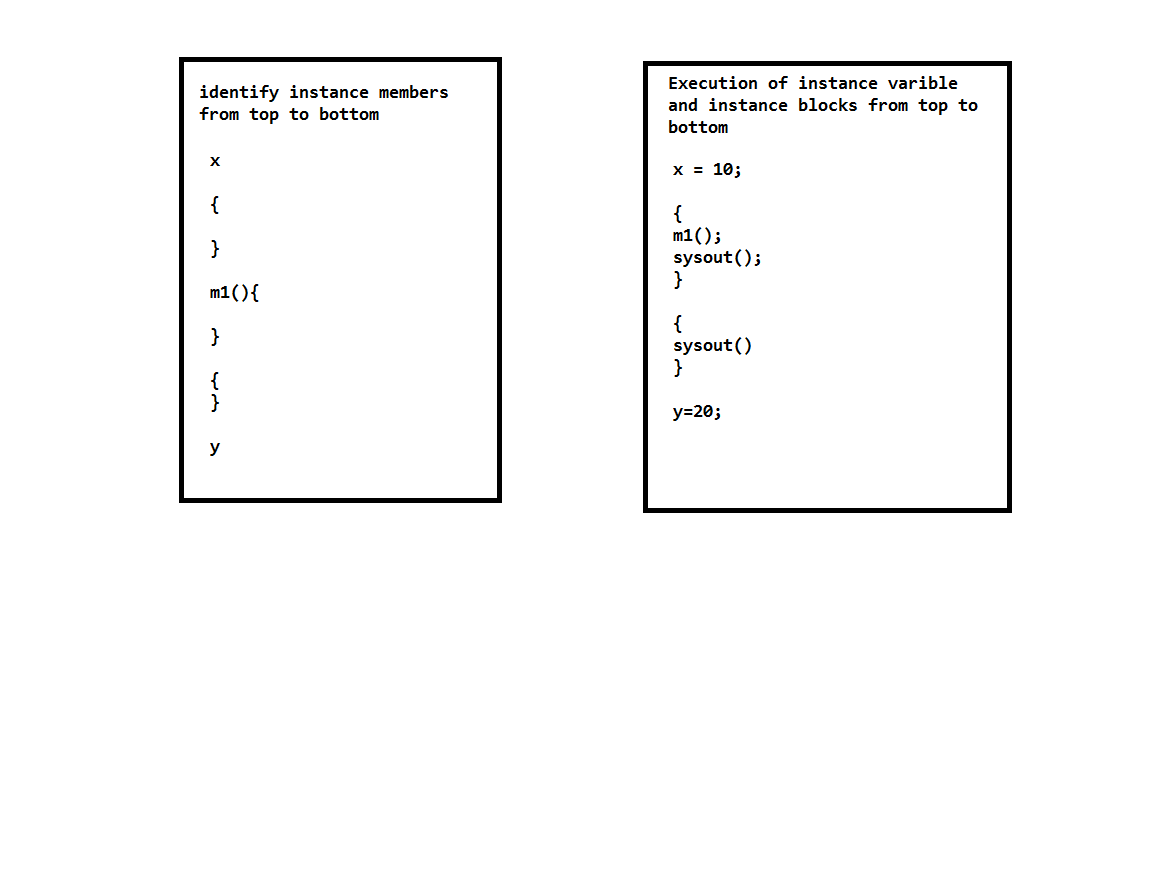 identify instance members
from top to bottom
x
{
}
m1(){
}
{
}
y
Execution of instance varible
and instance blocks from top to
bottom
x = 10;
{
m1();
sysout();
}
{
sysout()
}
y=20;